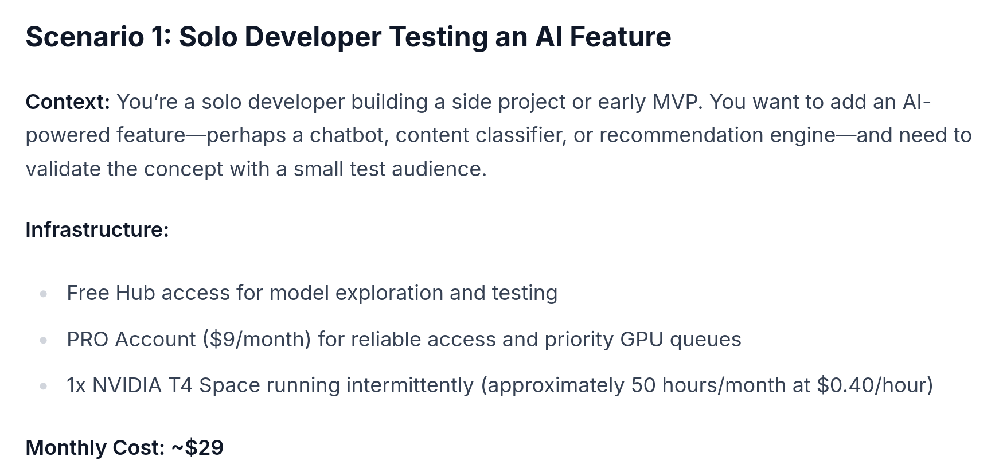 Scenario 1: Solo Developer Testing an AI Feature
Context: You’re a solo developer building a side project or early MVP. You want to add an AI-
powered feature—perhaps a chatbot, content classifier, or recommendation engine—and need to
validate the concept with a small test audience.
Infrastructure:
Free Hub access for model exploration and testing
PRO Account ($9/month) for reliable access and priority GPU queues
1x NVIDIA T4 Space running intermittently (approximately 50 hours/month at $0.40/hour)
Monthly Cost: ~$29